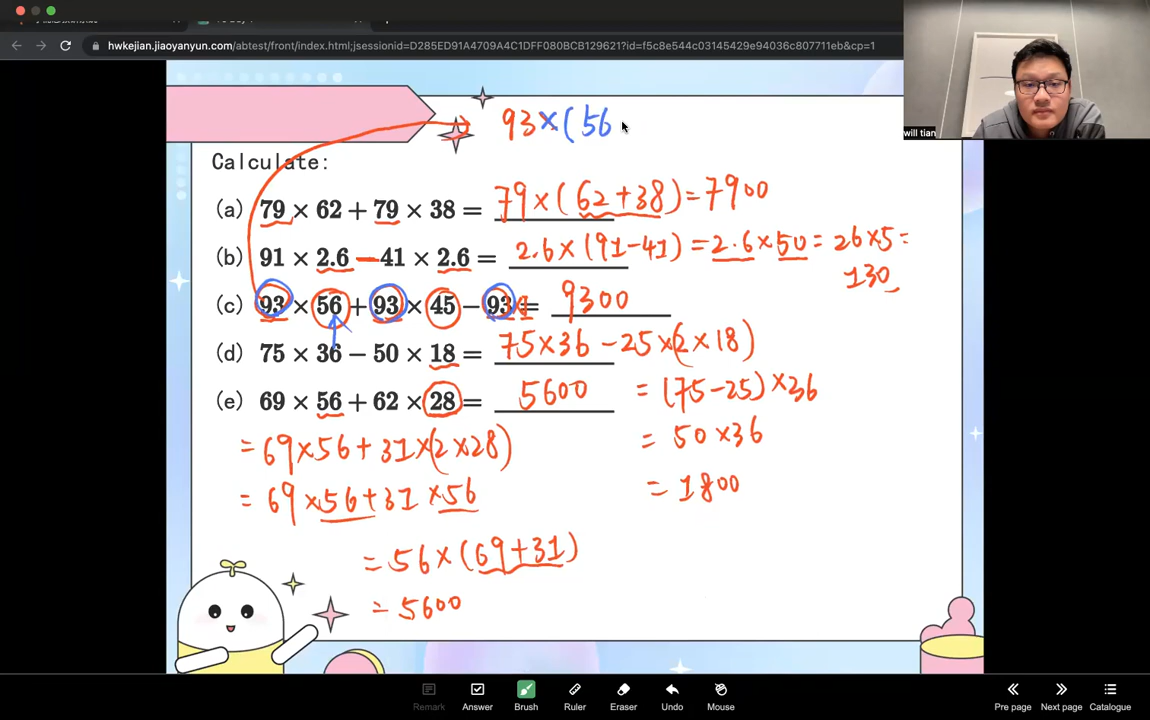 hwkejian.jiaoyanyun.com/abtest/front/index.html;jsessionid=D285ED91A4709A4C1DFF080BCB129621?id=f5c8e544c03145429e94036c807711eb&cp=1
will tian
93×(56
Calculate:
(a) 79 × 62 + 79 × 38 = 79×(62+38)=7900
(b) 91 × 2.6 − 41 × 2.6 = 2.6×(91-41) = 2.6×50 = 26×5=
130
(c) 93 × 56 + 93 × 45 − 93×1= 9300
(d) 75 × 36 − 50 × 18 = 75×36 -25×(2×18)
= (75-25)×36
= 50×36
= 1800
(e) 69 × 56 + 62 × 28 = 5600
= 69×56+31×(2×28)
= 69×56+31×56
= 56×(69+31)
= 5600
Remark Answer Brush Ruler Eraser Undo Mouse Pre page Next page Catalogue